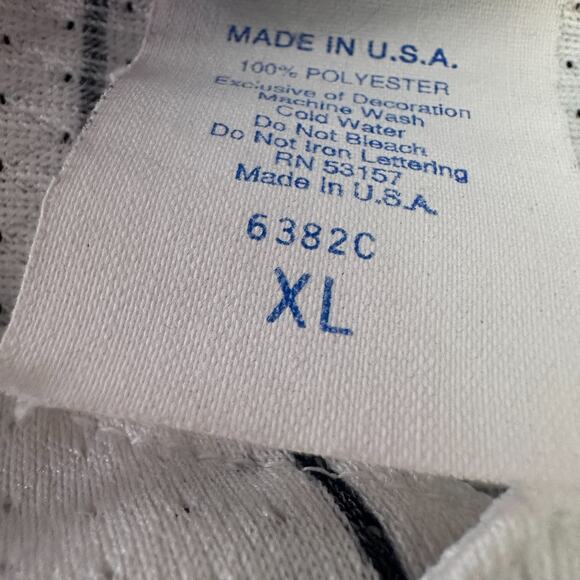 MADE IN U.S.A.
100% POLYESTER
Exclusive of Decoration
Machine Wash
Cold Water
Do Not Bleach
Do Not Iron Lettering
RN 53157
Made in U.S.A.
6382C
XL